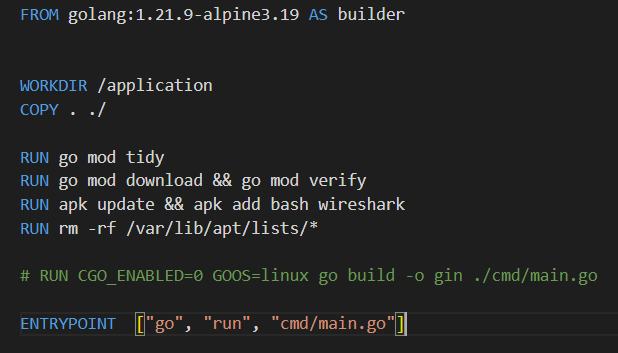 FROM golang:1.21.9-alpine3.19 AS builder
WORKDIR /application
COPY . ./
RUN go mod tidy
RUN go mod download && go mod verify
RUN apk update && apk add bash wireshark
RUN rm -rf /var/lib/apt/lists/*
# RUN CGO_ENABLED=0 GOOS=linux go build -o gin ./cmd/main.go
ENTRYPOINT  ["go", "run", "cmd/main.go"]